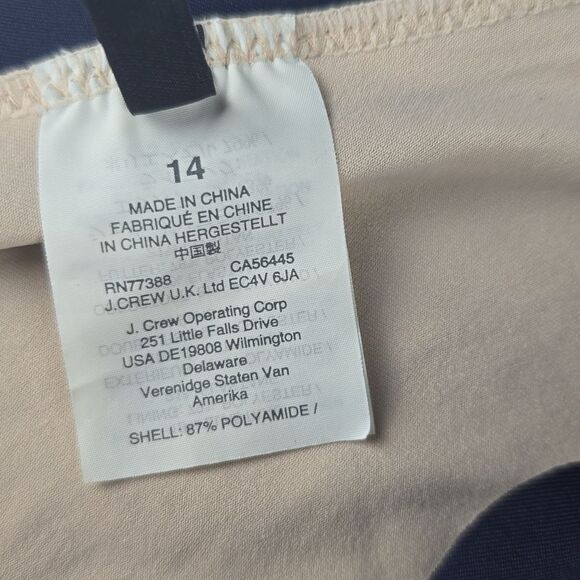 14
MADE IN CHINA
FABRIQUÉ EN CHINE
IN CHINA HERGESTELLT
中国製
RN77388 CA56445
J.CREW U.K. Ltd EC4V 6JA
J. Crew Operating Corp
251 Little Falls Drive
USA DE19808 Wilmington
Delaware
Verenidge Staten Van
Amerika
SHELL: 87% POLYAMIDE /